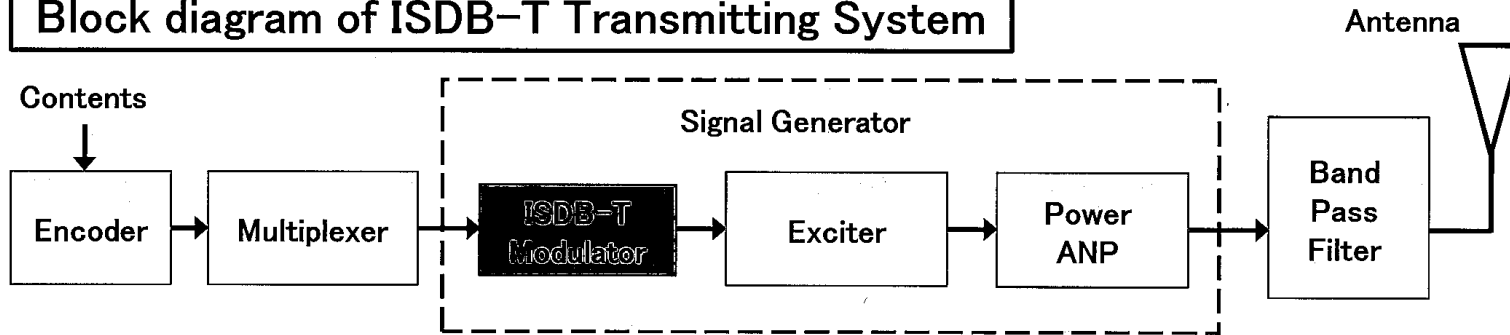 Block diagram of ISDB-T Transmitting System
Antenna
Contents
Signal Generator
Encoder
Multiplexer
ISDB-T
Modulator
Exciter
Power
ANP
Band
Pass
Filter